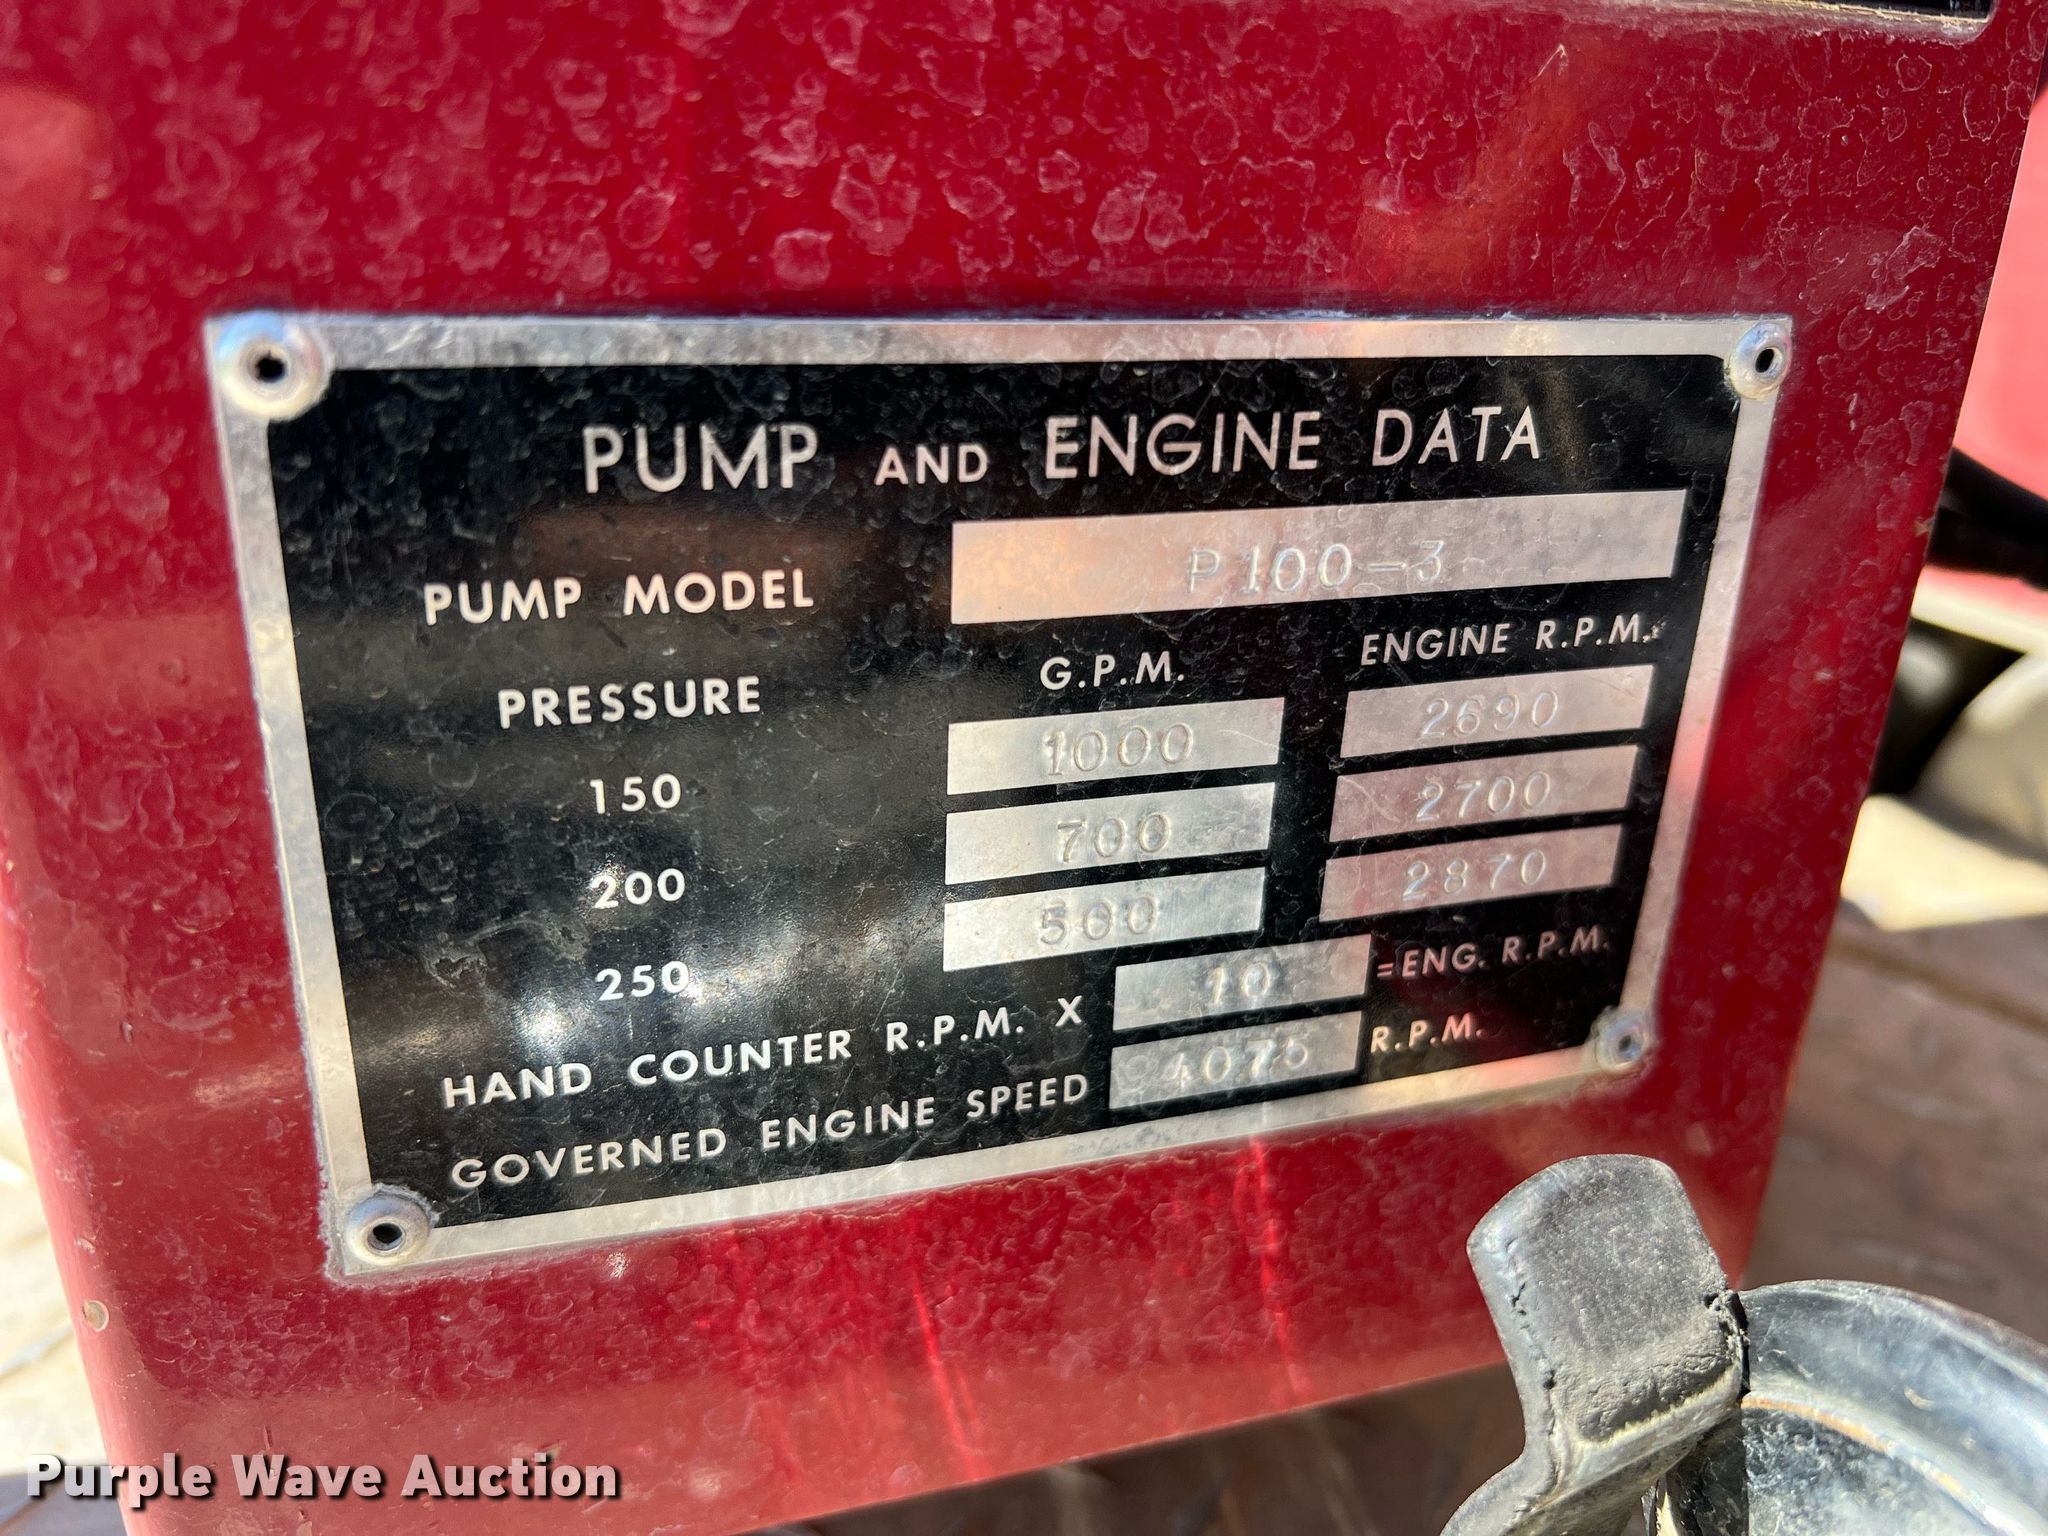 PUMP AND ENGINE DATA
PUMP MODEL P100-3
PRESSURE G.P.M. ENGINE R.P.M.
150 1000 2690
200 700 2700
250 500 2870
HAND COUNTER R.P.M. X 10 =ENG. R.P.M.
GOVERNED ENGINE SPEED 4075 R.P.M.
Purple Wave Auction